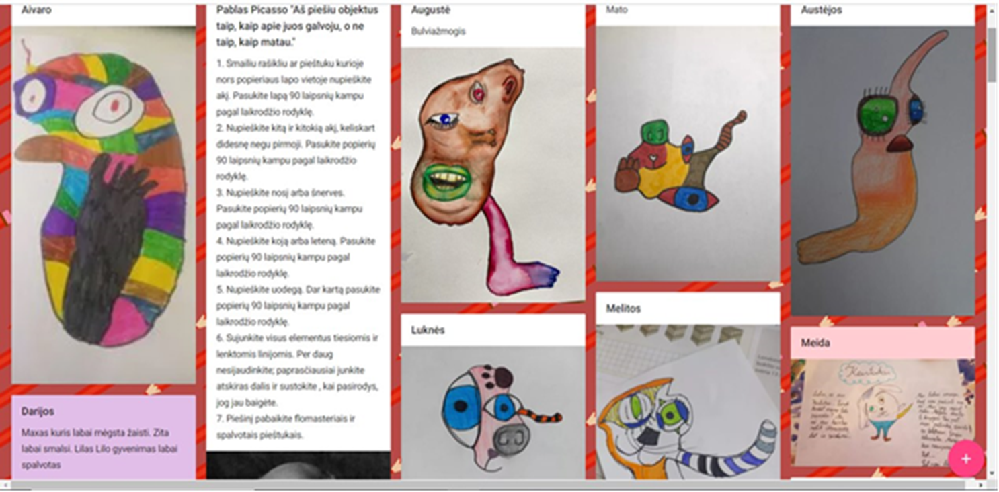 Aivaro
Darijos
Maxas kuris labai mėgsta žaisti. Zita
labai smalsi. Lilas Lilo gyvenimas labai
spalvotas
Pablas Picasso "Aš piešiu objektus
taip, kaip apie juos galvoju, o ne
taip, kaip matau."
1. Smailiu rašikliu ar pieštuku kurioje
nors popieriaus lapo vietoje nupieškite
akį. Pasukite lapą 90 laipsnių kampu
pagal laikrodžio rodyklę.
2. Nupieškite kitą ir kitokią akį, keliskart
didesnę negu pirmoji. Pasukite popierių
90 laipsnių kampu pagal laikrodžio
rodyklę.
3. Nupieškite nosį arba šnerves.
Pasukite popierių 90 laipsnių kampu
pagal laikrodžio rodyklę.
4. Nupieškite koją arba leteną. Pasukite
popierių 90 laipsnių kampu pagal
laikrodžio rodyklę.
5. Nupieškite uodegą. Dar kartą pasukite
popierių 90 laipsnių kampu pagal
laikrodžio rodyklę.
6. Sujunkite visus elementus tiesiomis ir
lenktomis linijomis. Per daug
nesijaudinkite; paprasčiausiai junkite
atskiras dalis ir sustokite , kai pasirodys,
jog jau baigėte.
7. Piešinį pabaikite flomasteriais ir
spalvotais pieštukais.
Augustė
Bulviažmogis
Luknės
Mato
Melitos
Austėjos
Meida